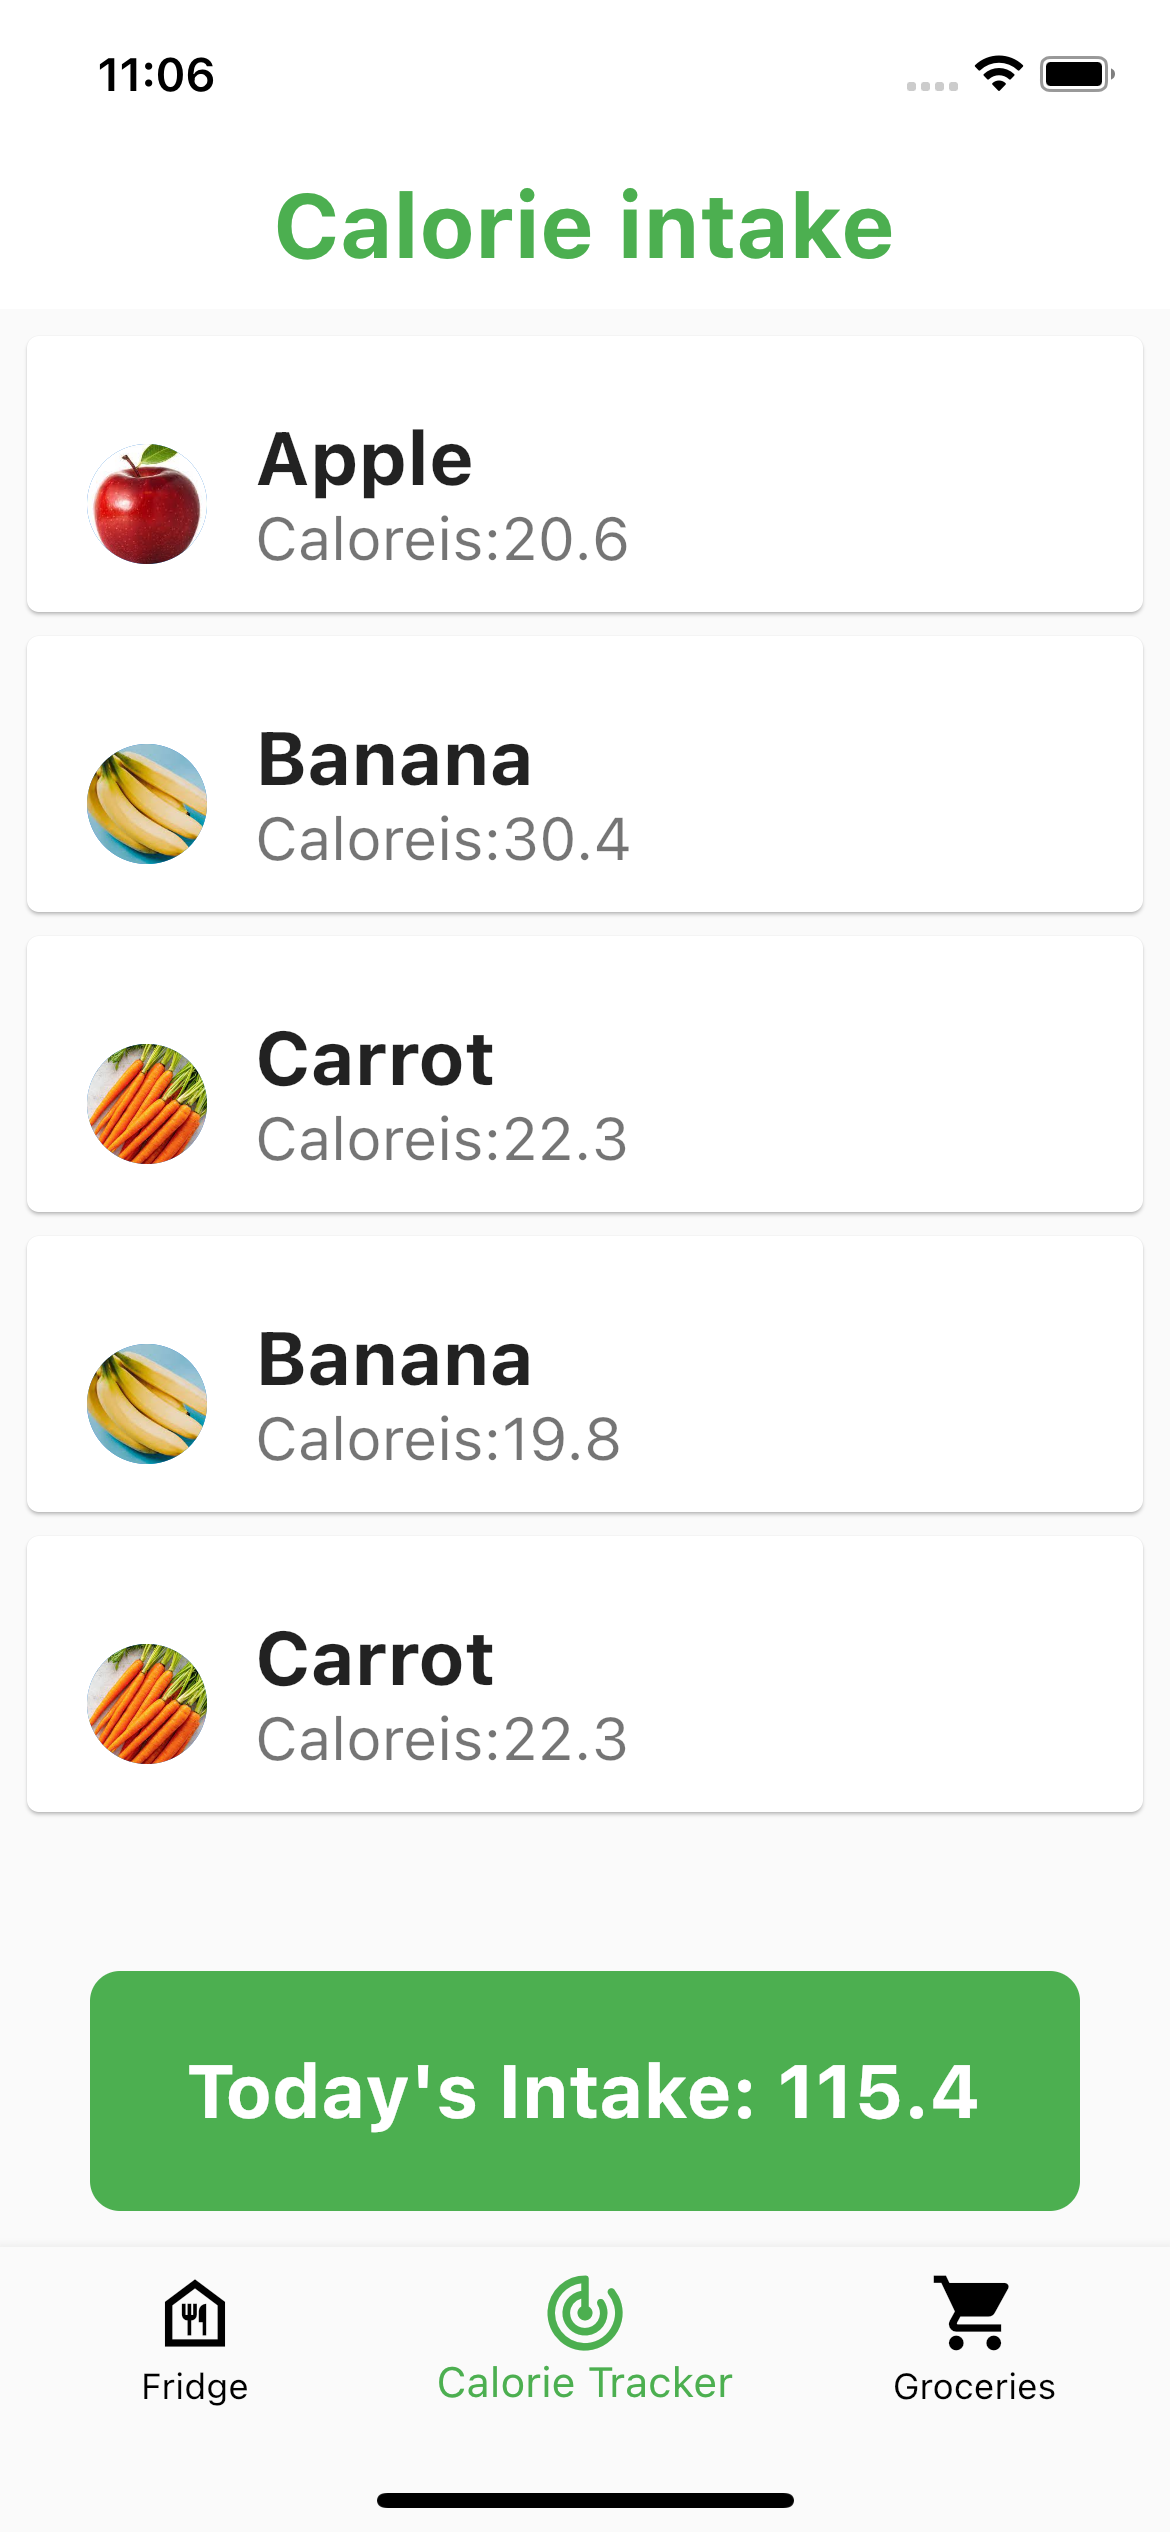 11:06
Calorie intake
Apple
Caloreis:20.6
Banana
Caloreis:30.4
Carrot
Caloreis:22.3
Banana
Caloreis:19.8
Carrot
Caloreis:22.3
Today's Intake: 115.4
Fridge
Calorie Tracker
Groceries